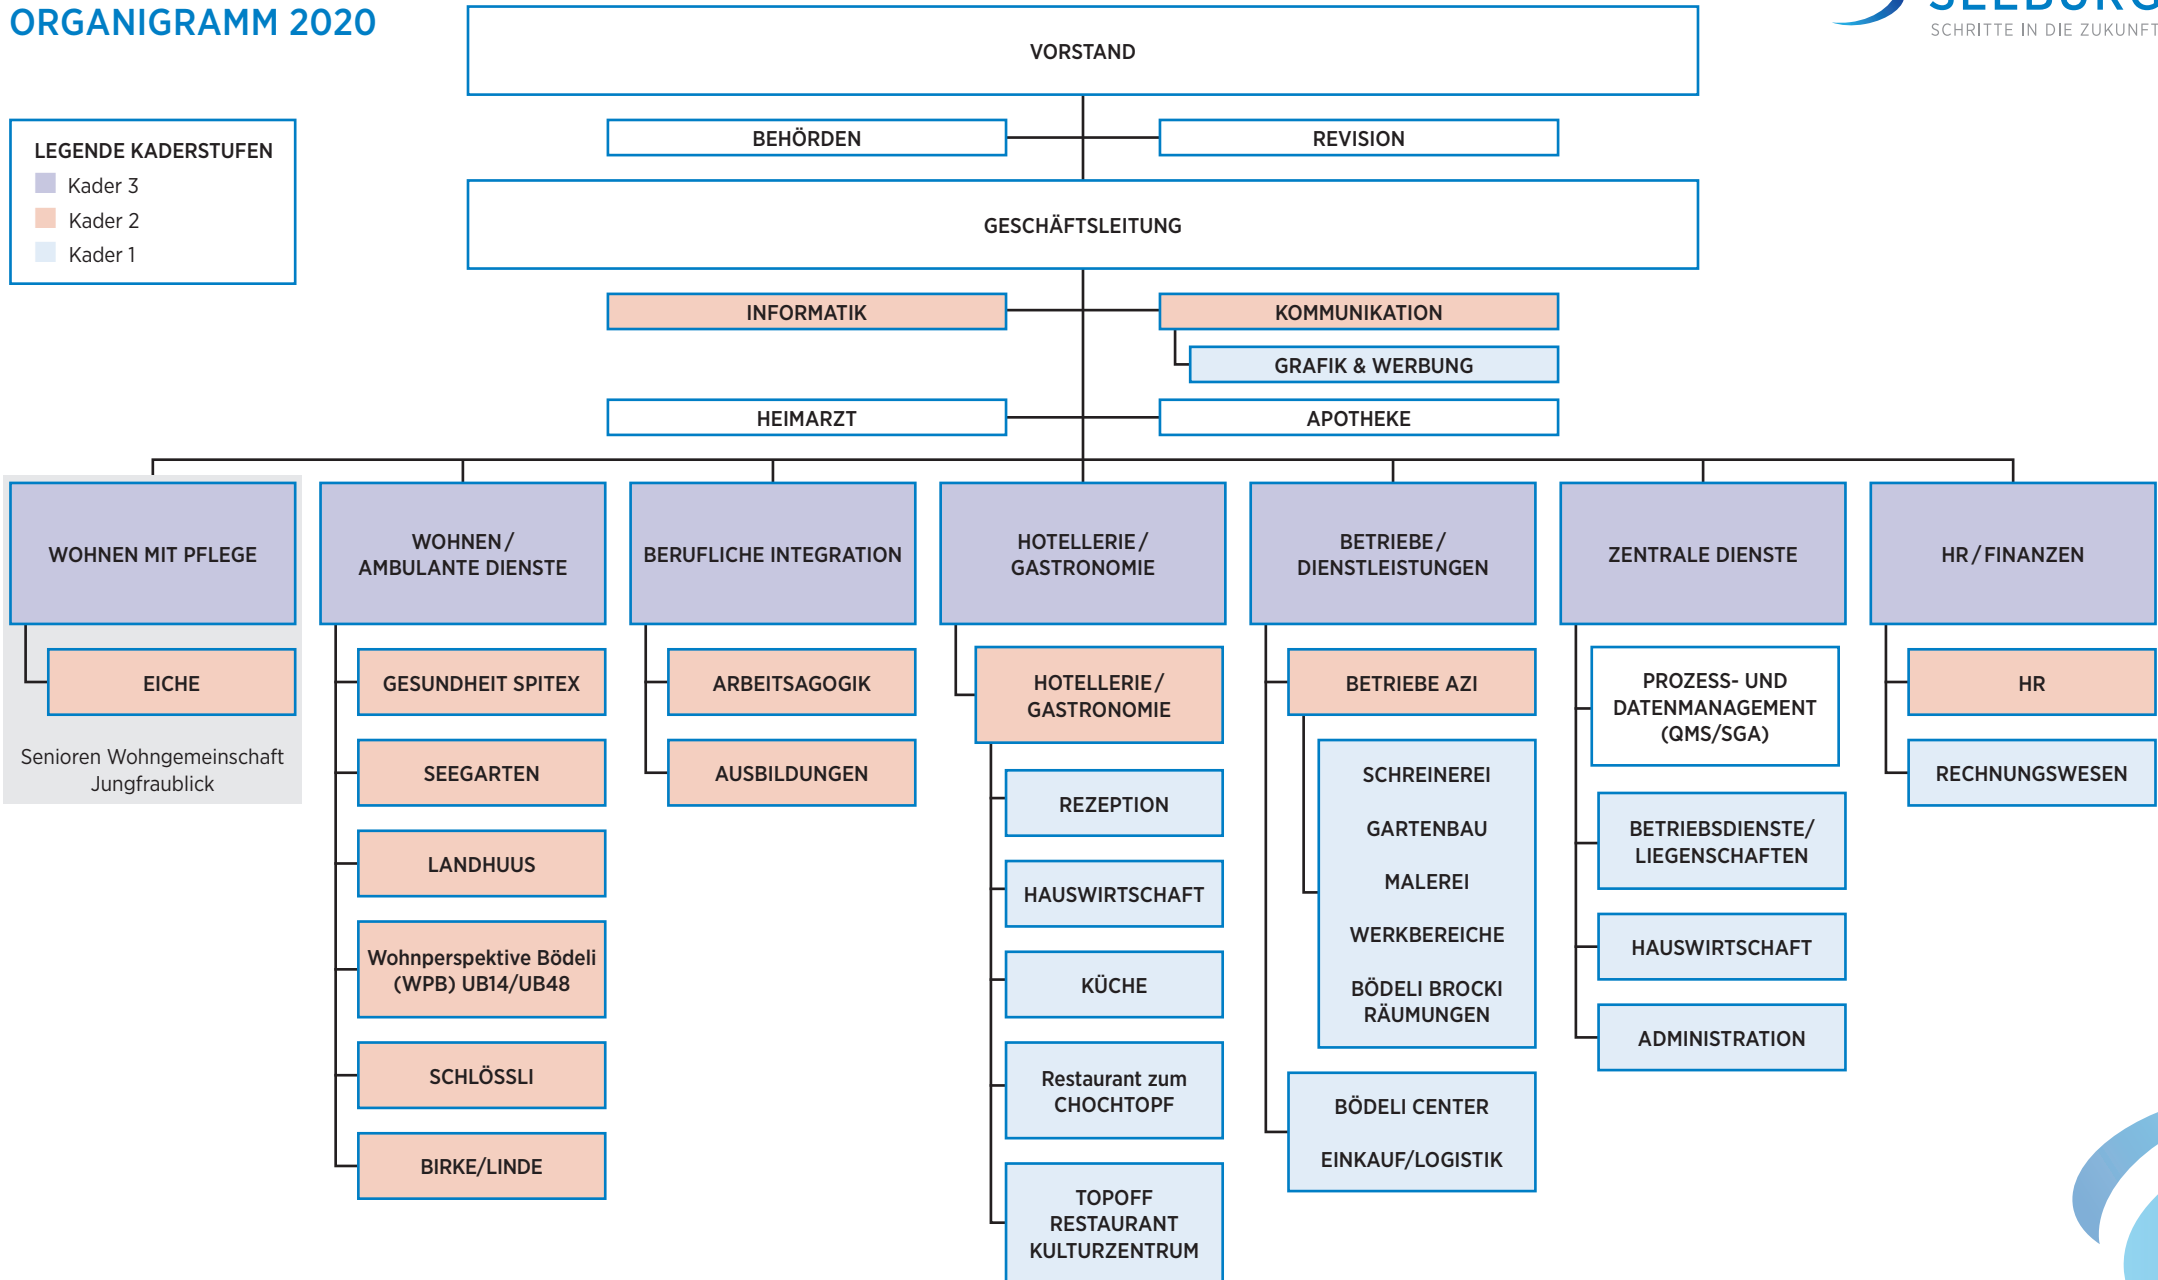 ORGANIGRAMM 2020
SCHRITTE IN DIE ZUKUNFT
VORSTAND
BEHÖRDEN
REVISION
LEGENDE KADERSTUFEN
Kader 3
Kader 2
Kader 1
GESCHÄFTSLEITUNG
INFORMATIK
KOMMUNIKATION
GRAFIK & WERBUNG
HEIMARZT
APOTHEKE
WOHNEN MIT PFLEGE
EICHE
Senioren Wohngemeinschaft
Jungfraublick
WOHNEN/
AMBULANTE DIENSTE
GESUNDHEIT SPITEX
SEEGARTEN
LANDHUUS
Wohnperspektive Bödeli
(WPB) UB14/UB48
SCHLÖSSLI
BIRKE/LINDE
BERUFLICHE INTEGRATION
ARBEITSAGOGIK
AUSBILDUNGEN
HOTELLERIE/
GASTRONOMIE
HOTELLERIE/
GASTRONOMIE
REZEPTION
HAUSWIRTSCHAFT
KÜCHE
Restaurant zum
CHOCHTOPF
TOPOFF
RESTAURANT
KULTURZENTRUM
BETRIEBE/
DIENSTLEISTUNGEN
BETRIEBE AZI
SCHREINEREI
GARTENBAU
MALEREI
WERKBEREICHE
BÖDELI BROCKI
RÄUMUNGEN
BÖDELI CENTER
EINKAUF/LOGISTIK
ZENTRALE DIENSTE
PROZESS- UND
DATENMANAGEMENT
(QMS/SGA)
BETRIEBSDIENSTE/
LIEGENSCHAFTEN
HAUSWIRTSCHAFT
ADMINISTRATION
HR/FINANZEN
HR
RECHNUNGSWESEN